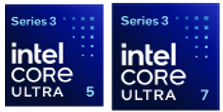 Series 3
intel
CORE
ULTRA 5
Series 3
intel
CORE
ULTRA 7